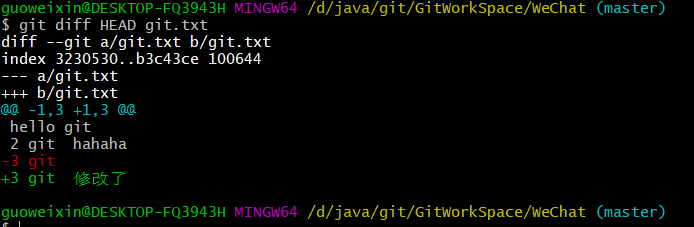 guoweixin@DESKTOP-FQ3943H MINGW64 /d/java/git/GitWorkSpace/WeChat (master)
$ git diff HEAD git.txt
diff --git a/git.txt b/git.txt
index 3230530..b3c43ce 100644
--- a/git.txt
+++ b/git.txt
@@ -1,3 +1,3 @@
 hello git
 2 git  hahaha
-3 git
+3 git  修改了

guoweixin@DESKTOP-FQ3943H MINGW64 /d/java/git/GitWorkSpace/WeChat (master)
$